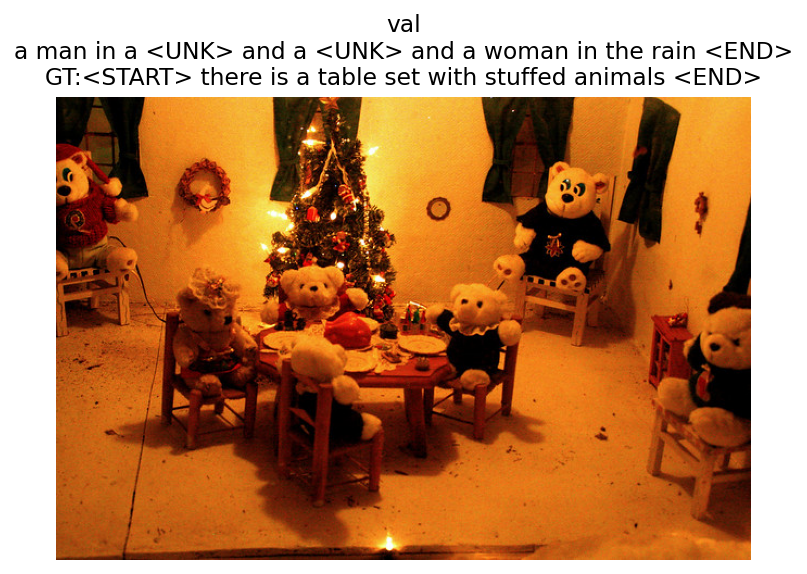 val
a man in a <UNK> and a <UNK> and a woman in the rain <END>
GT:<START> there is a table set with stuffed animals <END>